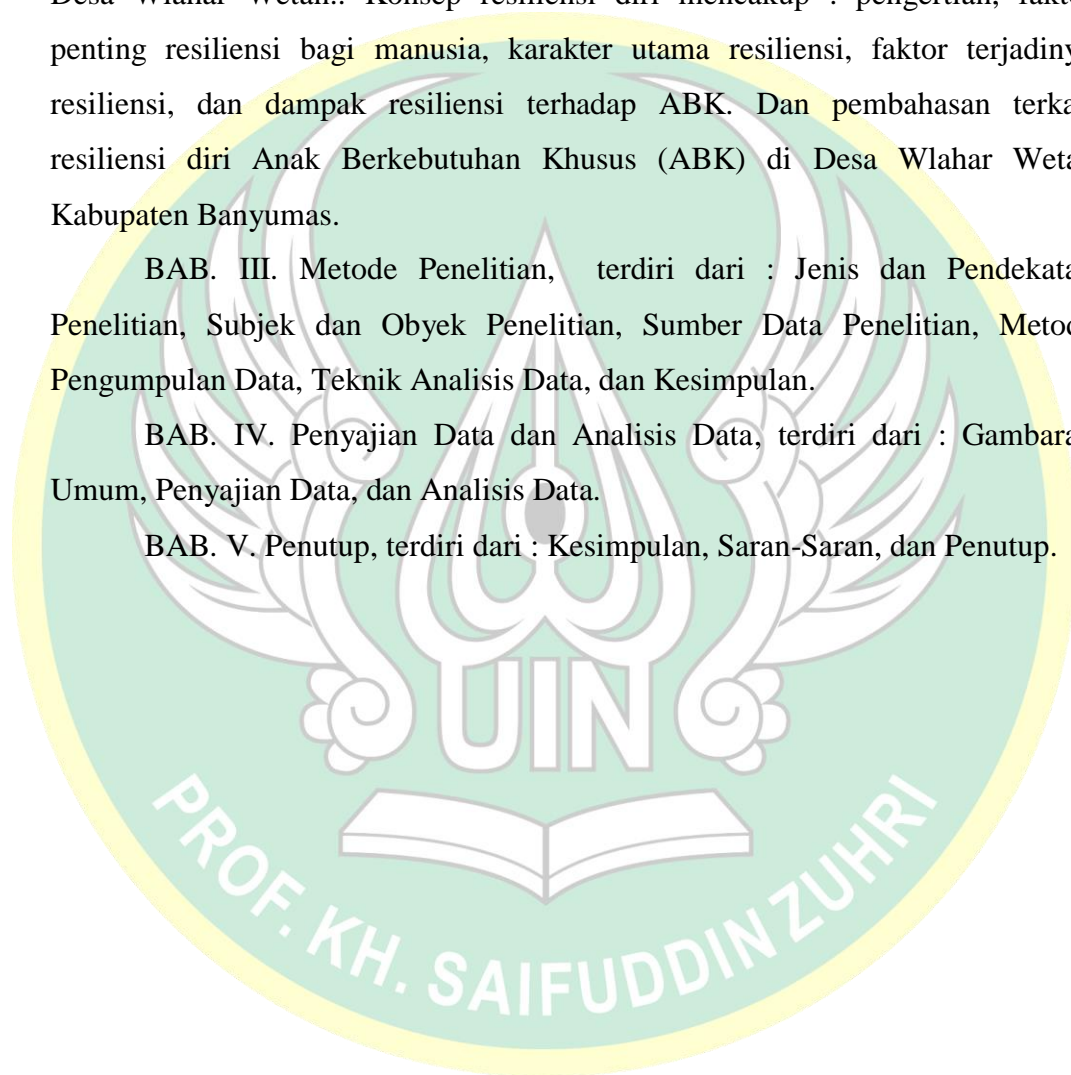 Desa Wlahar Wetan.. Konsep resiliensi diri mencakup : pengertian, fakto
penting resiliensi bagi manusia, karakter utama resiliensi, faktor terjadiny
resiliensi, dan dampak resiliensi terhadap ABK. Dan pembahasan terka
resiliensi diri Anak Berkebutuhan Khusus (ABK) di Desa Wlahar Weta
Kabupaten Banyumas.
BAB. III. Metode Penelitian, terdiri dari : Jenis dan Pendekata
Penelitian, Subjek dan Obyek Penelitian, Sumber Data Penelitian, Metod
Pengumpulan Data, Teknik Analisis Data, dan Kesimpulan.
BAB. IV. Penyajian Data dan Analisis Data, terdiri dari : Gambara
Umum, Penyajian Data, dan Analisis Data.
BAB. V. Penutup, terdiri dari : Kesimpulan, Saran-Saran, dan Penutup.
UIN
PROF. KH. SAIFUDDIN ZUHRI